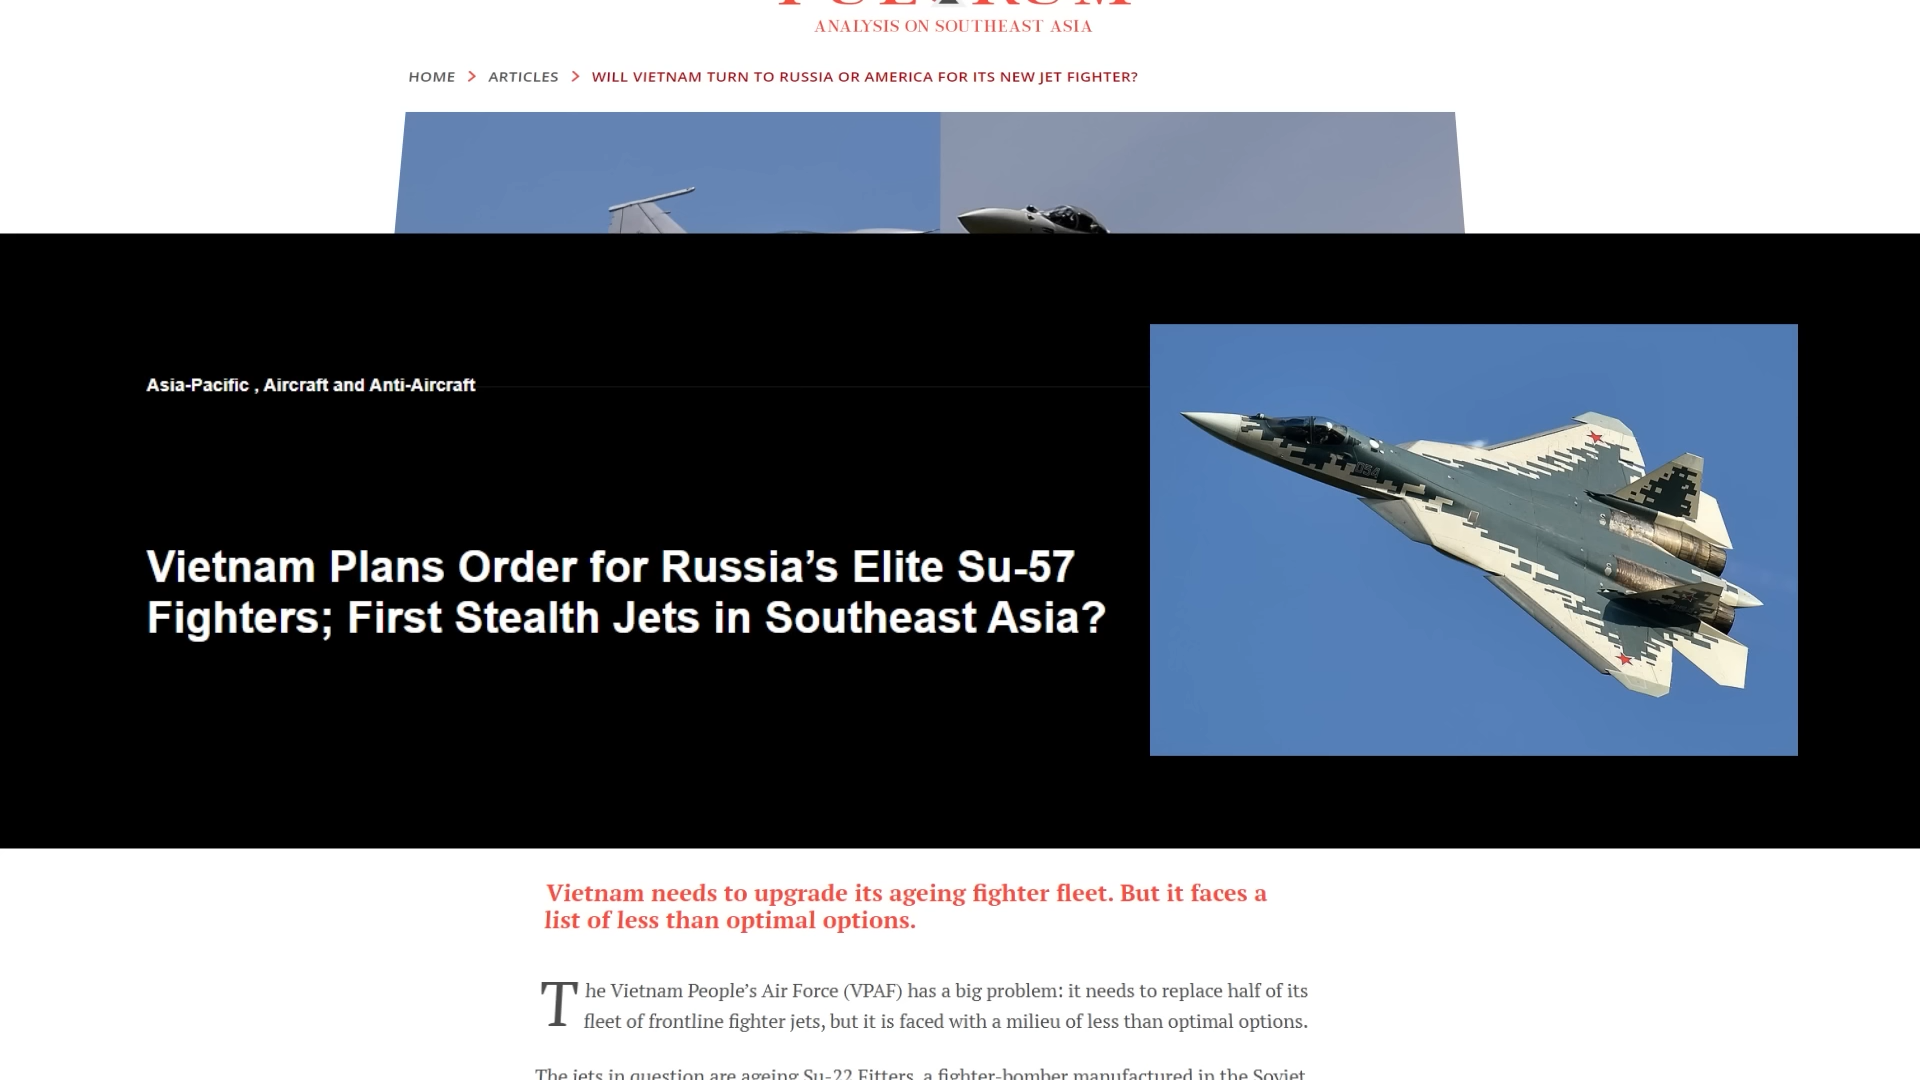 ANALYSIS ON SOUTHEAST ASIA
HOME > ARTICLES > WILL VIETNAM TURN TO RUSSIA OR AMERICA FOR ITS NEW JET FIGHTER?
Asia-Pacific , Aircraft and Anti-Aircraft
054
Vietnam Plans Order for Russia’s Elite Su-57
Fighters; First Stealth Jets in Southeast Asia?
Vietnam needs to upgrade its ageing fighter fleet. But it faces a
list of less than optimal options.
The Vietnam People’s Air Force (VPAF) has a big problem: it needs to replace half of its
fleet of frontline fighter jets, but it is faced with a milieu of less than optimal options.
The jets in question are ageing Su-22 Fitters, a fighter-bomber manufactured in the Soviet